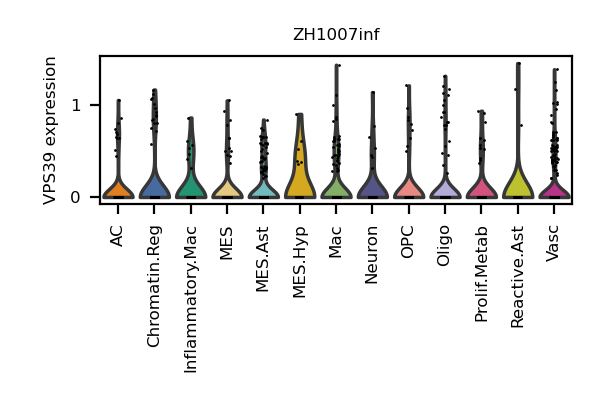 ZH1007inf
VPS39 expression
1
0
AC
Chromatin.Reg
Inflammatory.Mac
MES
MES.Ast
MES.Hyp
Mac
Neuron
OPC
Oligo
Prolif.Metab
Reactive.Ast
Vasc